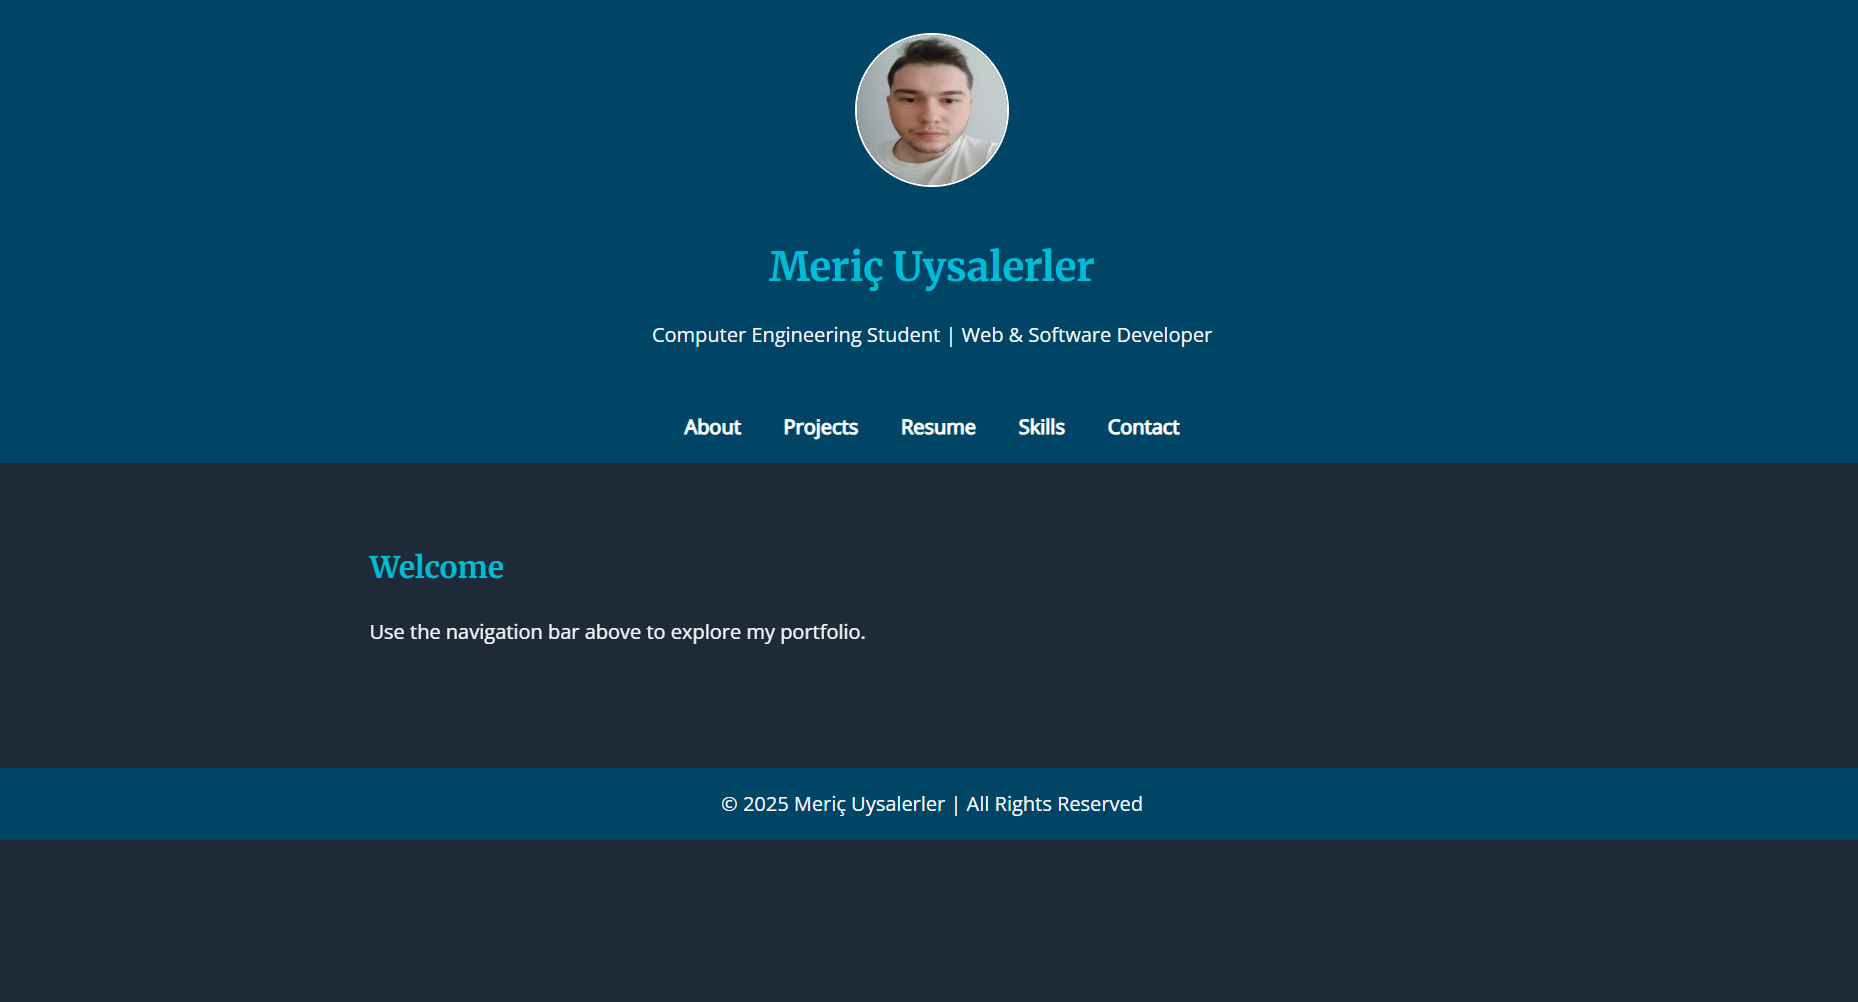 Meriç Uysalerler
Computer Engineering Student | Web & Software Developer
About Projects Resume Skills Contact
Welcome
Use the navigation bar above to explore my portfolio.
© 2025 Meriç Uysalerler | All Rights Reserved